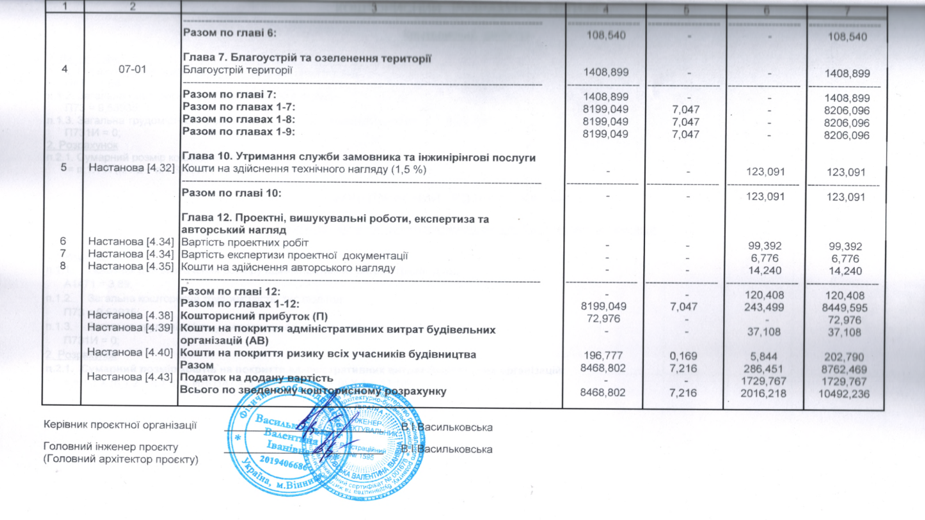 1 2 3 4 5 6 7
Разом по главі 6: 108,540 - - 108,540
Глава 7. Благоустрій та озеленення території
4 07-01 Благоустрій території 1408,899 - - 1408,899
Разом по главі 7: 1408,899 - - 1408,899
Разом по главах 1-7: 8199,049 7,047 - 8206,096
Разом по главах 1-8: 8199,049 7,047 - 8206,096
Разом по главах 1-9: 8199,049 7,047 - 8206,096
Глава 10. Утримання служби замовника та інжинірингові послуги
5 Настанова [4.32] Кошти на здійснення технічного нагляду (1,5 %) - - 123,091 123,091
Разом по главі 10: - - 123,091 123,091
Глава 12. Проектні, вишукувальні роботи, експертиза та
авторський нагляд
6 Настанова [4.34] Вартість проектних робіт - - 99,392 99,392
7 Настанова [4.34] Вартість експертизи проектної документації - - 6,776 6,776
8 Настанова [4.35] Кошти на здійснення авторського нагляду - - 14,240 14,240
Разом по главі 12: - - 120,408 120,408
Разом по главах 1-12: 8199,049 7,047 243,499 8449,595
Настанова [4.38] Кошторисний прибуток (П) 72,976 - - 72,976
Настанова [4.39] Кошти на покриття адміністративних витрат будівельних - - 37,108 37,108
організацій (АВ)
Настанова [4.40] Кошти на покриття ризику всіх учасників будівництва 196,777 0,169 5,844 202,790
Разом 8468,802 7,216 286,451 8762,469
Настанова [4.43] Податок на додану вартість - - 1729,767 1729,767
Всього по зведеному кошторисному розрахунку 8468,802 7,216 2016,218 10492,236
Керівник проєктної організації В.І.Васильковська
Головний інженер проєкту В.І.Васильковська
(Головний архітектор проєкту)
Валентина
Іванівна
Україна, м.Вінниця